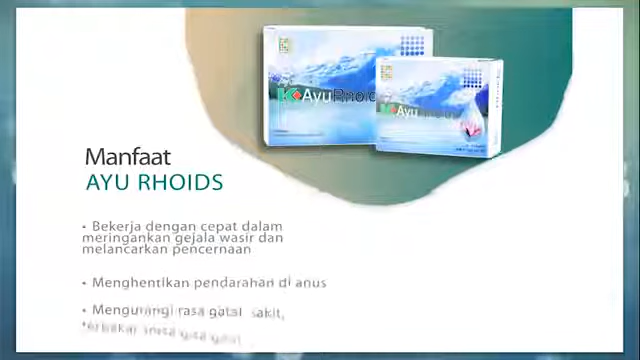 K AyuRhoids
K AyuRhoids
Manfaat
AYU RHOIDS
• Bekerja dengan cepat dalam
meringankan gejala wasir dan
melancarkan pencernaan
• Menghentikan pendarahan di anus
• Mengurangi rasa gatal sakit,